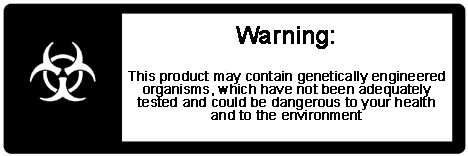 Warning:
This product may contain genetically engineered
organisms, which have not been adequately
tested and could be dangerous to your health
and to the environment